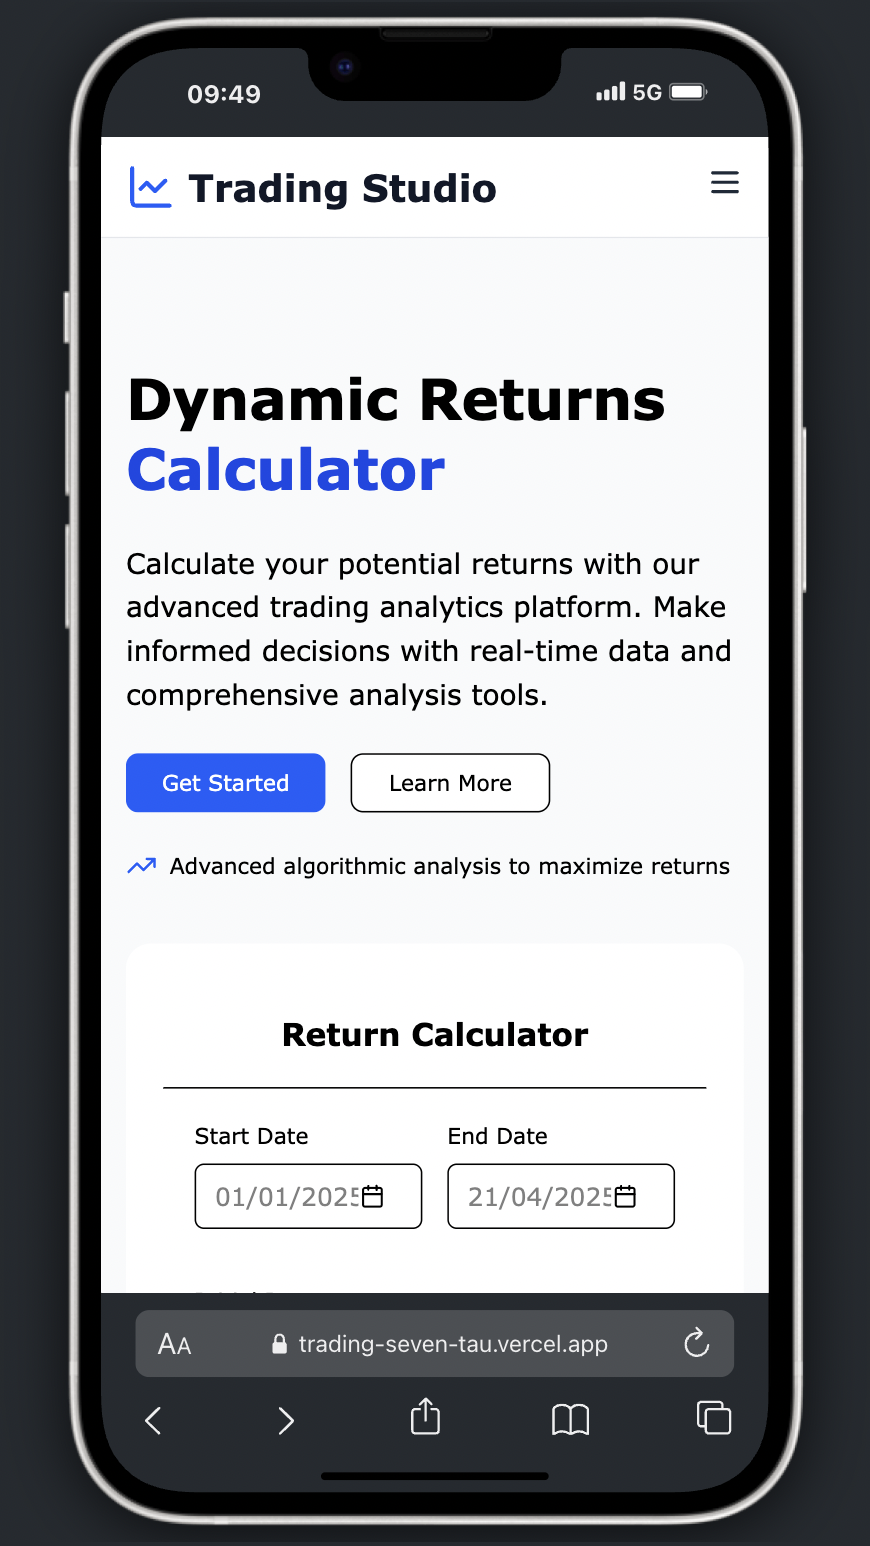 09:49
5G
Trading Studio
Dynamic Returns
Calculator
Calculate your potential returns with our
advanced trading analytics platform. Make
informed decisions with real-time data and
comprehensive analysis tools.
Get Started
Learn More
Advanced algorithmic analysis to maximize returns
Return Calculator
Start Date
End Date
01/01/2025
21/04/2025
AA
trading-seven-tau.vercel.app